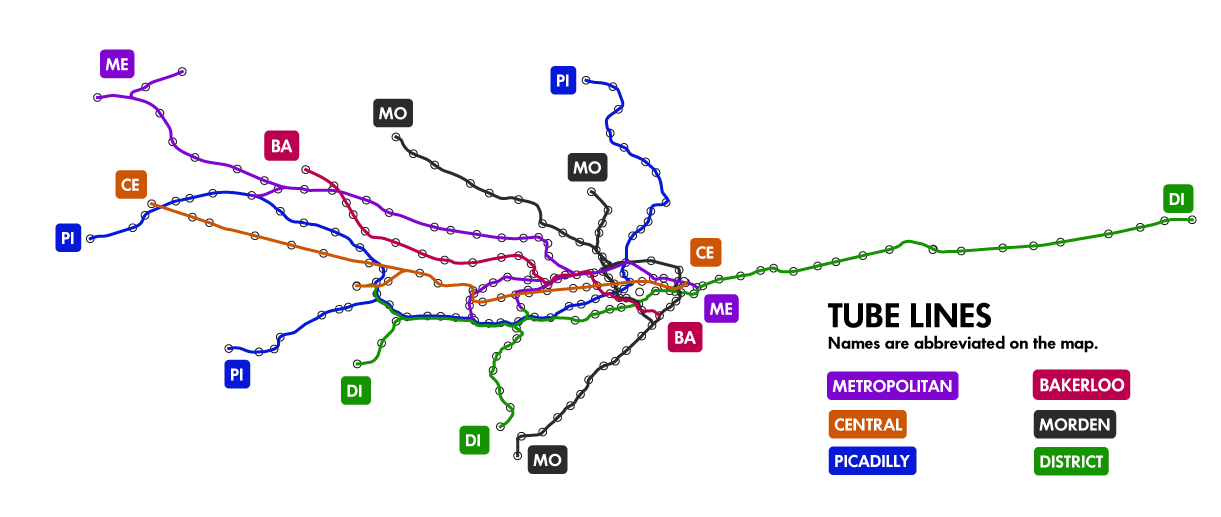 ME
PI
MO
BA
MO
CE
DI
PI
CE
ME
BA
PI
DI
DI
MO
TUBE LINES
Names are abbreviated on the map.
METROPOLITAN
BAKERLOO
CENTRAL
MORDEN
PICADILLY
DISTRICT